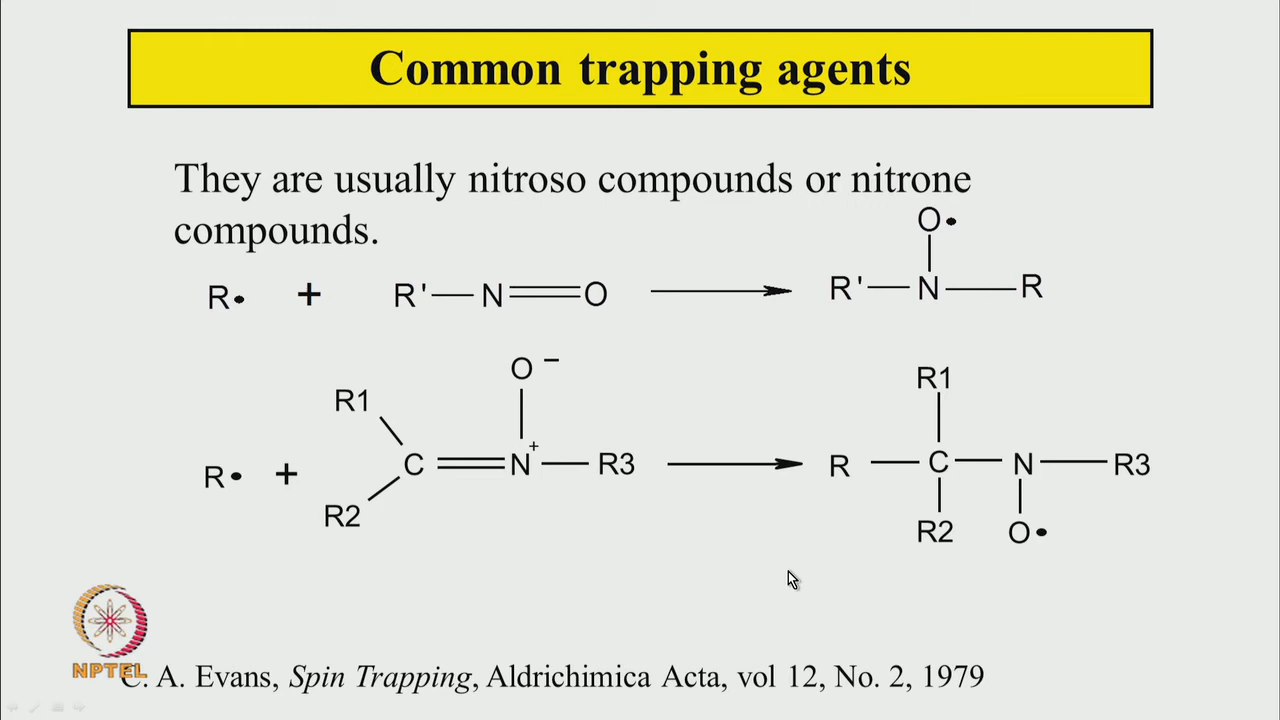 Common trapping agents
They are usually nitroso compounds or nitrone
compounds.
O•
R• + R'—N=O → R'—N—R
O −
R1 R1
R• + C=N+—R3 → R—C—N—R3
R2 R2 O•
NPTEL
C. A. Evans, Spin Trapping, Aldrichimica Acta, vol 12, No. 2, 1979